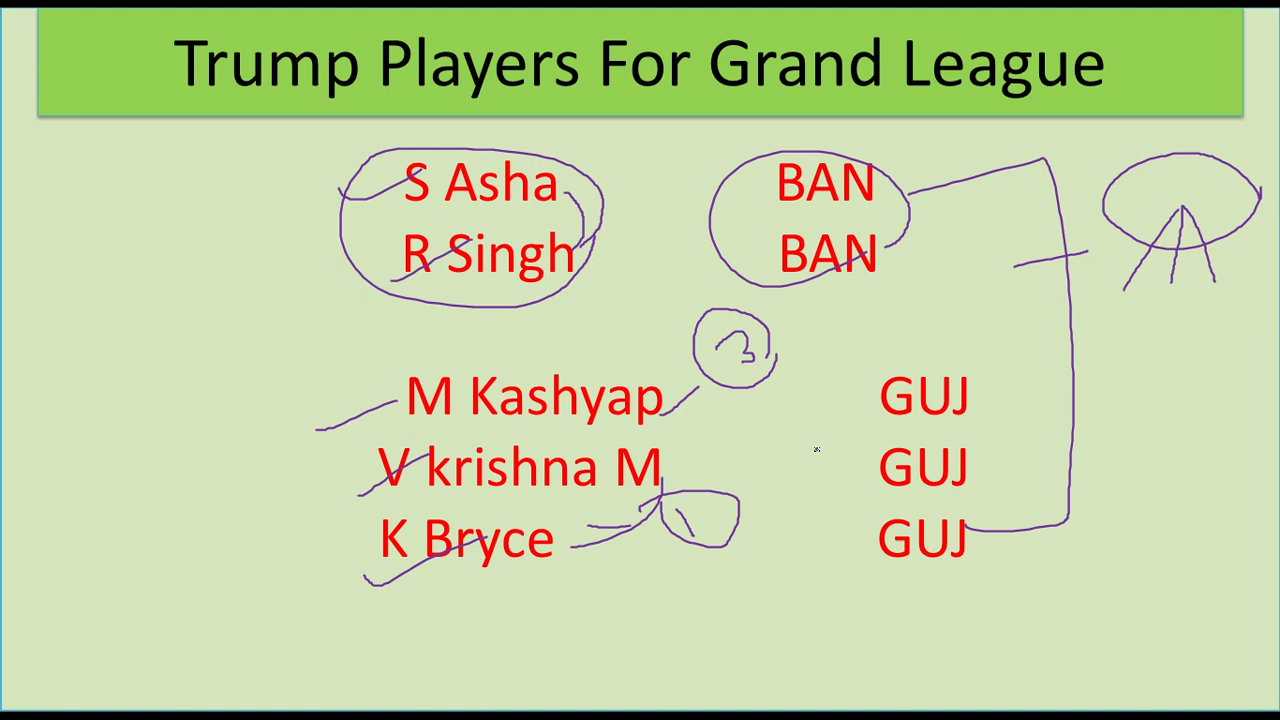 Trump Players For Grand League
S Asha BAN
R Singh BAN
3
M Kashyap GUJ
V krishna M GUJ
K Bryce GUJ